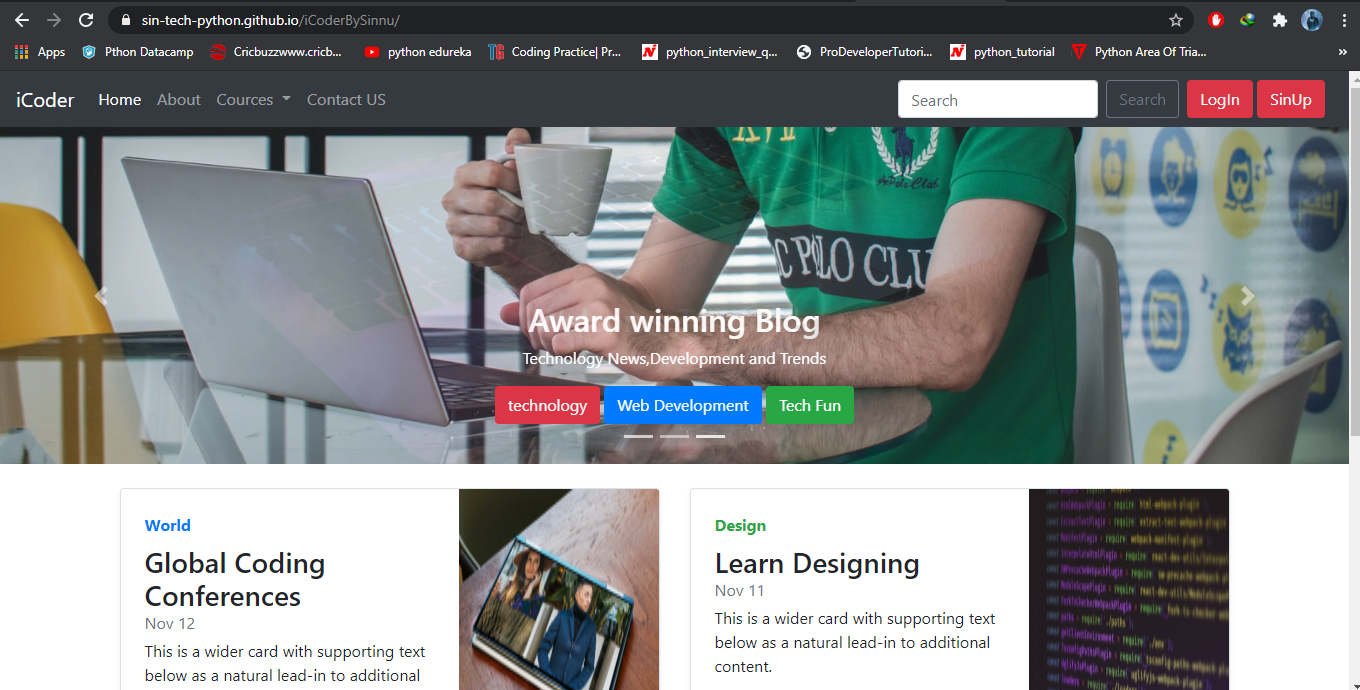 sin-tech-python.github.io/iCoderBySinnu/
Apps Pthon Datacamp Cricbuzzwww.cricb... python edureka Coding Practice| Pr... python_interview_q... ProDeveloperTutori... python_tutorial Python Area Of Tria... »
iCoder Home About Cources Contact US Search Search LogIn SinUp
C POLO CLU
Award winning Blog
Technology News,Development and Trends
technology Web Development Tech Fun
World
Global Coding
Conferences
Nov 12
This is a wider card with supporting text
below as a natural lead-in to additional
Design
Learn Designing
Nov 11
This is a wider card with supporting text
below as a natural lead-in to additional
content.